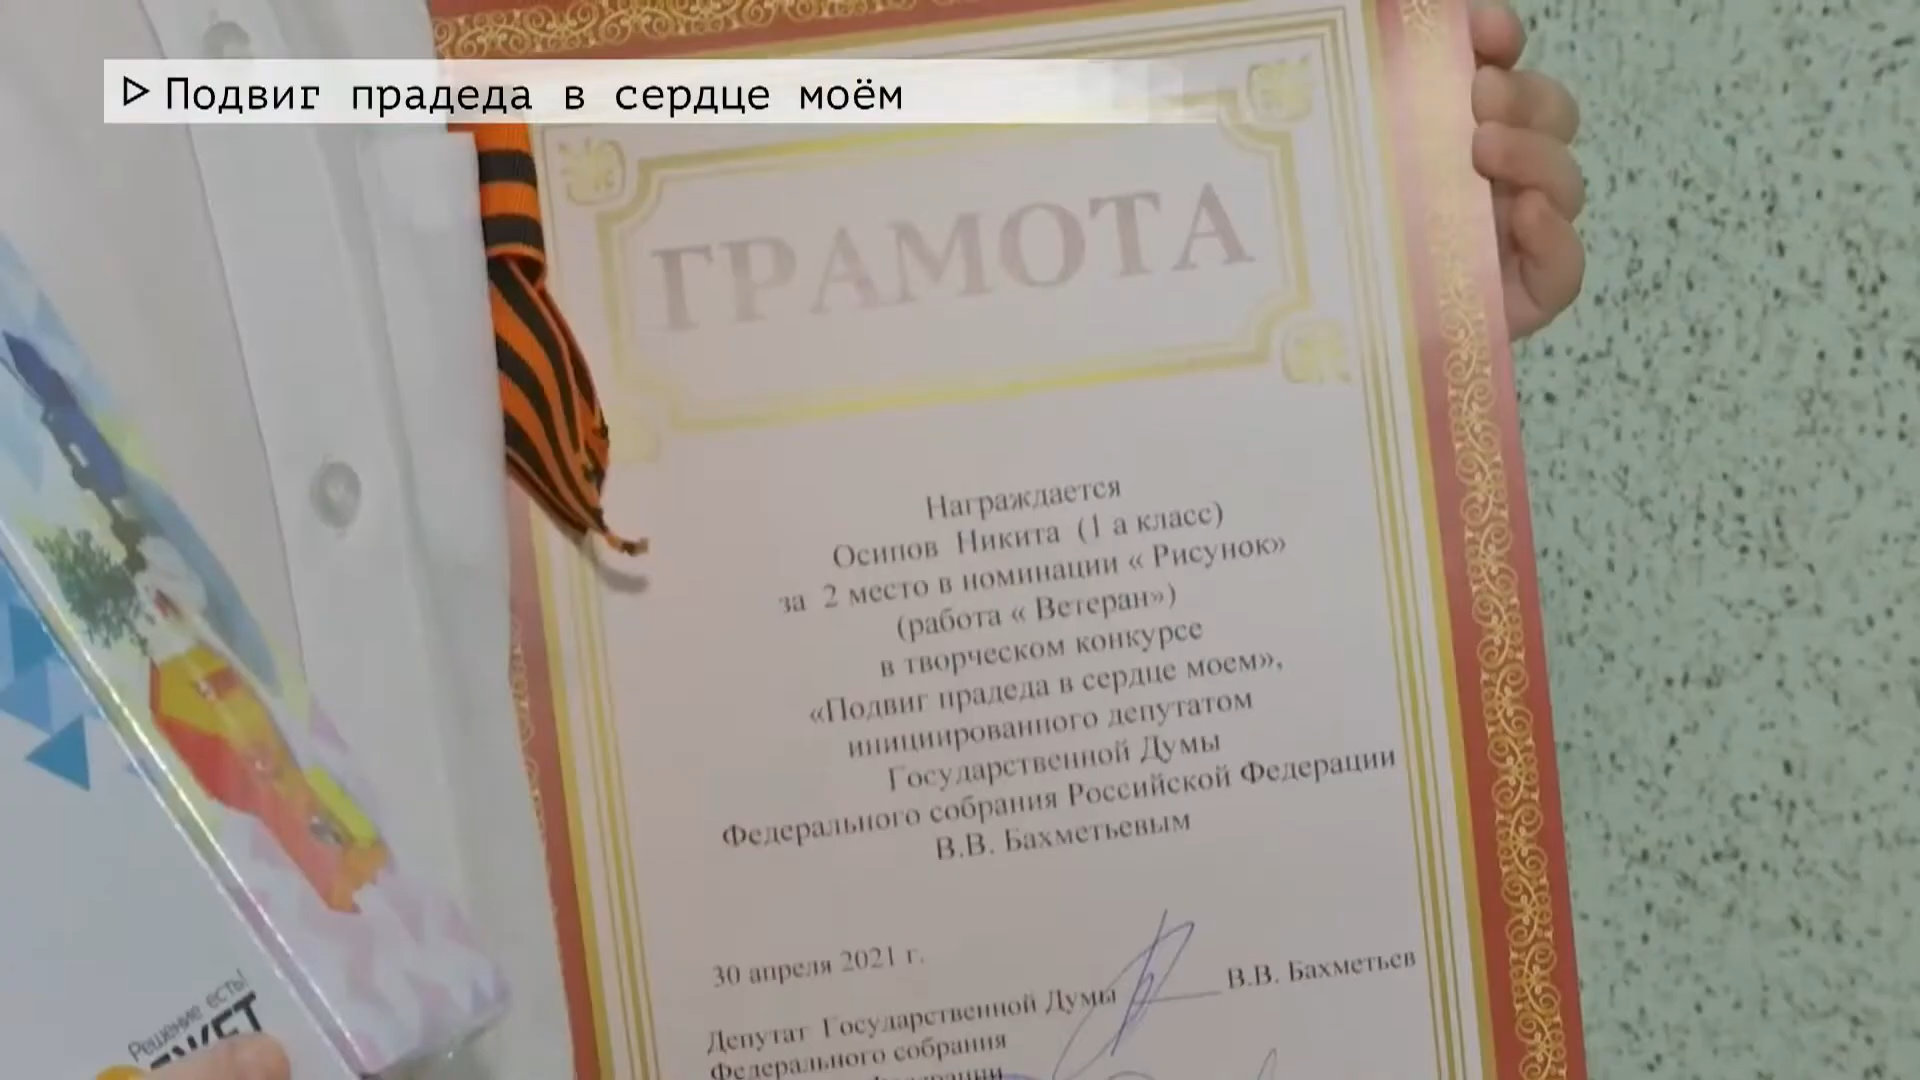 Подвиг прадеда в сердце моём
ГРАМОТА
Награждается
Осипов Никита (1 а класс)
за 2 место в номинации « Рисунок»
(работа « Ветеран»)
в творческом конкурсе
«Подвиг прадеда в сердце моем»,
инициированного депутатом
Государственной Думы
Федерального собрания Российской Федерации
В.В. Бахметьевым
30 апреля 2021 г.
Депутат Государственной Думы
В.В. Бахметьев
Федерального собрания
Решение есть!